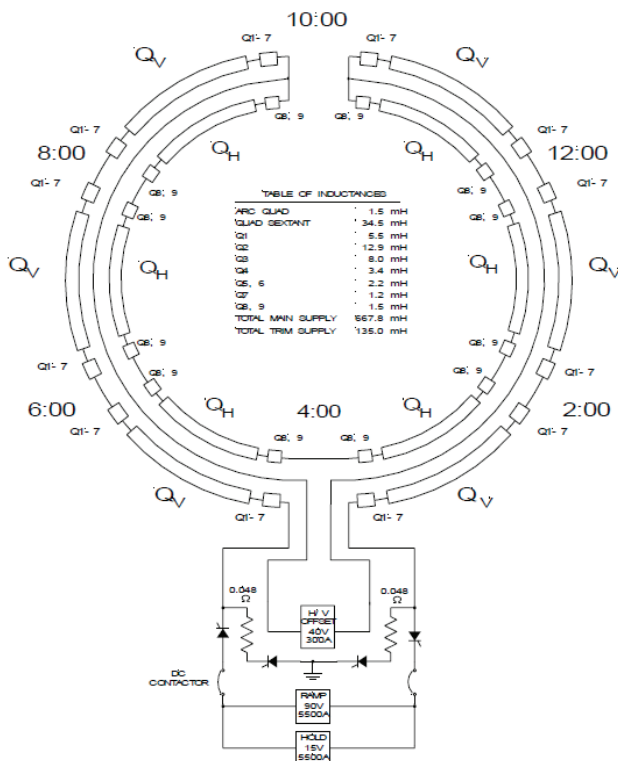 10:00
Q1'- 7
Q1'- 7
QV
QV
Q8', 9
Q8', 9
Q1'- 7
Q1'- 7
8:00
12:00
QH
QH
Q1'- 7
Q1'- 7
Q8', 9
Q8', 9
Q8', 9
Q8', 9
TABLE OF INDUCTANCES
ARC QUAD 1.5 mH
QUAD SEXTANT 34.5 mH
Q1 5.5 mH
Q2 12.9 mH
Q3 8.0 mH
Q4 3.4 mH
Q5, 6 2.2 mH
Q7 1.2 mH
Q8, 9 1.5 mH
TOTAL MAIN SUPPLY 667.8 mH
TOTAL TRIM SUPPLY 135.0 mH
QV
QH
QH
QV
Q8', 9
Q8', 9
Q1'- 7
Q1'- 7
Q8', 9
Q8', 9
6:00
QH
4:00
QH
2:00
Q1'- 7
Q1'- 7
Q8', 9
Q8', 9
QV
QV
Q1'- 7
Q1'- 7
0.048
Ω
0.048
Ω
H/ V
OFFSET
40V
300A
DC
CONTACTOR
RAMP
90V
5500A
HOLD
15V
5500A